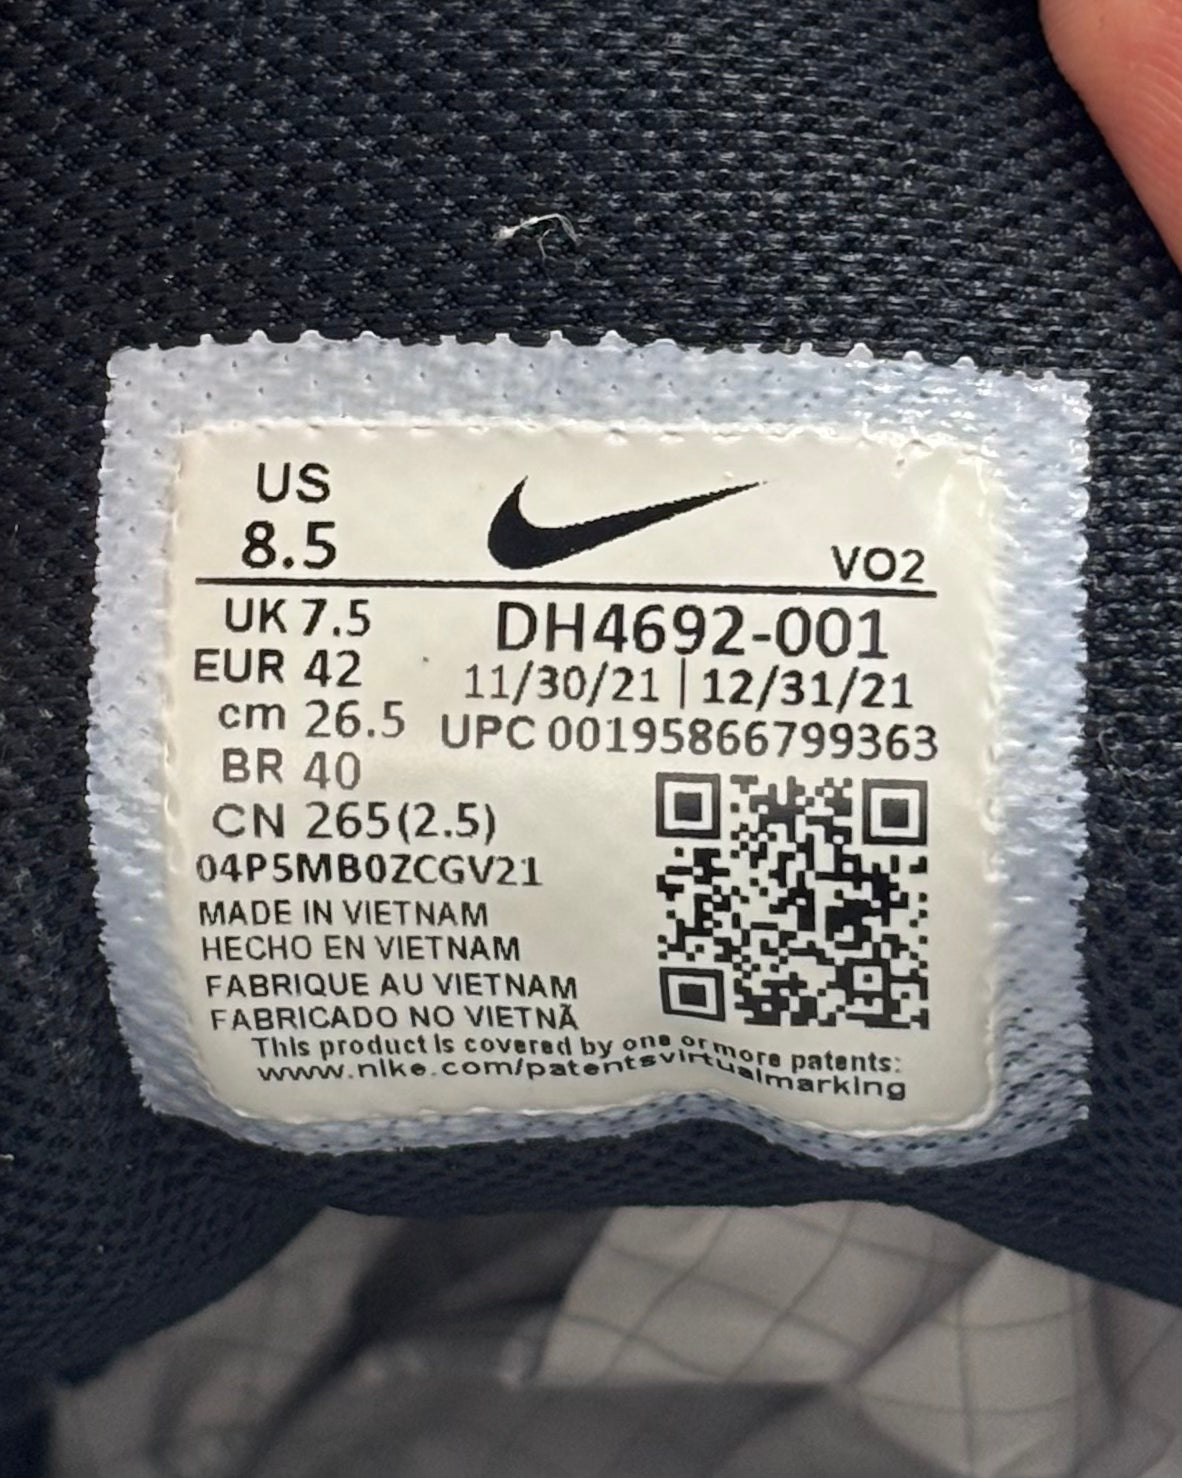 US
8.5
VO2
UK 7.5
DH4692-001
EUR 42
11/30/21 | 12/31/21
cm 26.5
UPC 00195866799363
BR 40
CN 265(2.5)
04P5MB0ZCGV21
MADE IN VIETNAM
HECHO EN VIETNAM
FABRIQUE AU VIETNAM
FABRICADO NO VIETNÃ
This product is covered by one or more patents:
www.nike.com/patentsvirtualmarking